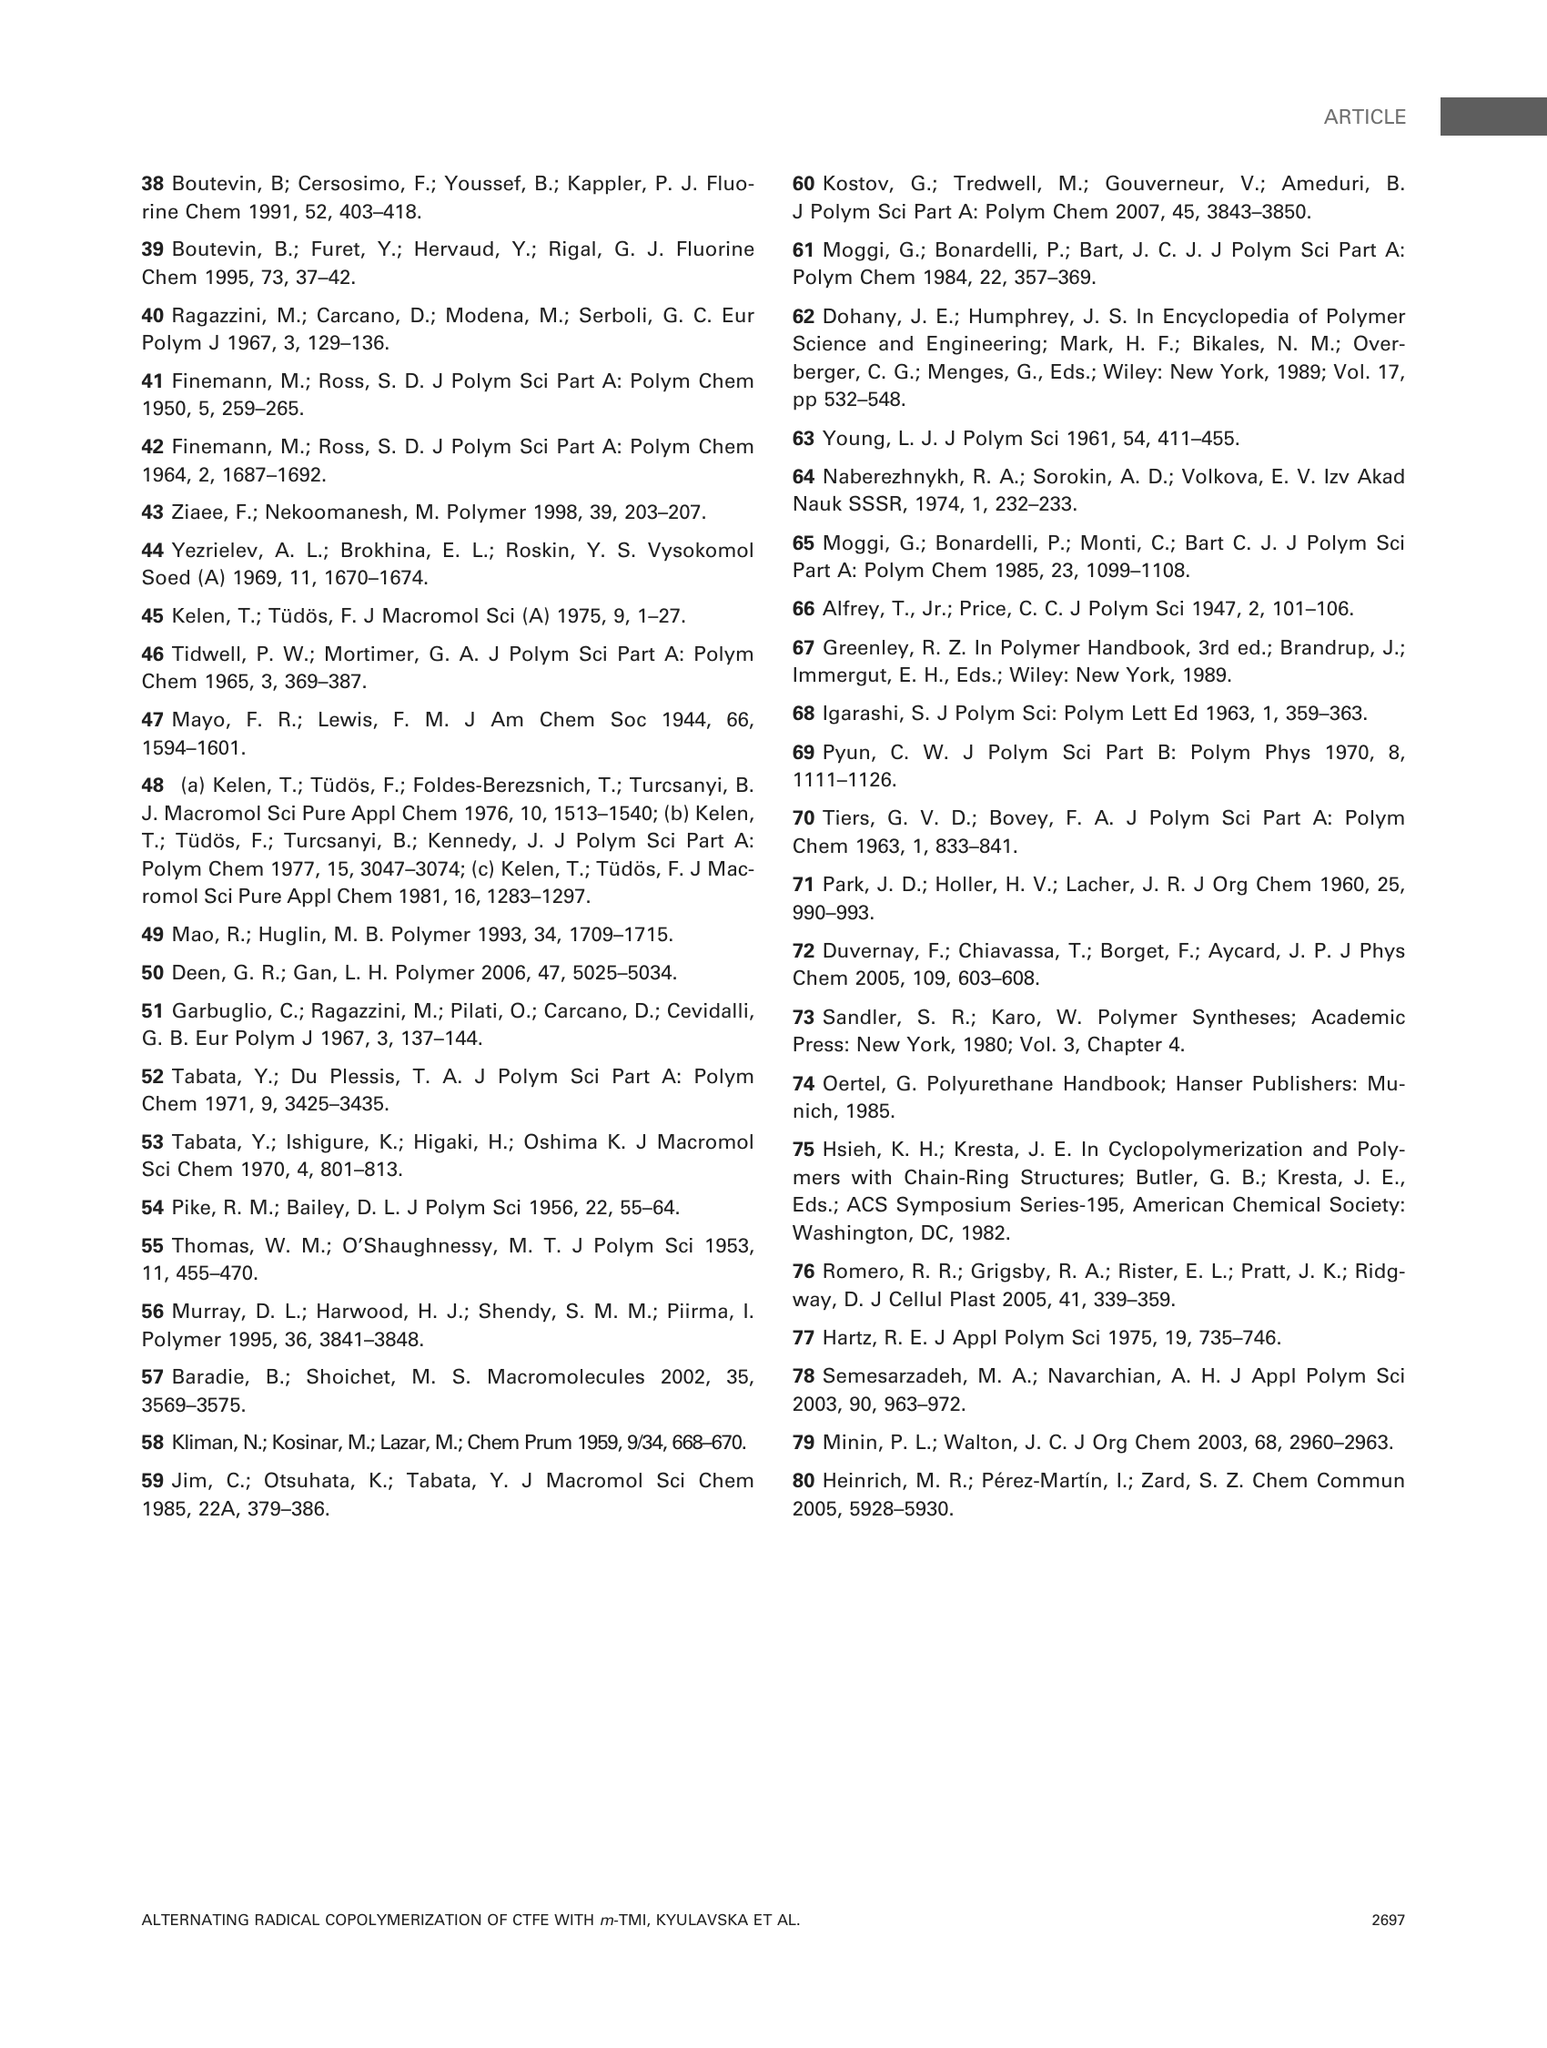 ARTICLE
38 Boutevin, B; Cersosimo, F.; Youssef, B.; Kappler, P. J. Fluo-
rine Chem 1991, 52, 403–418.
39 Boutevin, B.; Furet, Y.; Hervaud, Y.; Rigal, G. J. Fluorine
Chem 1995, 73, 37–42.
40 Ragazzini, M.; Carcano, D.; Modena, M.; Serboli, G. C. Eur
Polym J 1967, 3, 129–136.
41 Finemann, M.; Ross, S. D. J Polym Sci Part A: Polym Chem
1950, 5, 259–265.
42 Finemann, M.; Ross, S. D. J Polym Sci Part A: Polym Chem
1964, 2, 1687–1692.
43 Ziaee, F.; Nekoomanesh, M. Polymer 1998, 39, 203–207.
44 Yezrielev, A. L.; Brokhina, E. L.; Roskin, Y. S. Vysokomol
Soed (A) 1969, 11, 1670–1674.
45 Kelen, T.; Tüdös, F. J Macromol Sci (A) 1975, 9, 1–27.
46 Tidwell, P. W.; Mortimer, G. A. J Polym Sci Part A: Polym
Chem 1965, 3, 369–387.
47 Mayo, F. R.; Lewis, F. M. J Am Chem Soc 1944, 66,
1594–1601.
48 (a) Kelen, T.; Tüdös, F.; Foldes-Berezsnich, T.; Turcsanyi, B.
J. Macromol Sci Pure Appl Chem 1976, 10, 1513–1540; (b) Kelen,
T.; Tüdös, F.; Turcsanyi, B.; Kennedy, J. J Polym Sci Part A:
Polym Chem 1977, 15, 3047–3074; (c) Kelen, T.; Tüdös, F. J Mac-
romol Sci Pure Appl Chem 1981, 16, 1283–1297.
49 Mao, R.; Huglin, M. B. Polymer 1993, 34, 1709–1715.
50 Deen, G. R.; Gan, L. H. Polymer 2006, 47, 5025–5034.
51 Garbuglio, C.; Ragazzini, M.; Pilati, O.; Carcano, D.; Cevidalli,
G. B. Eur Polym J 1967, 3, 137–144.
52 Tabata, Y.; Du Plessis, T. A. J Polym Sci Part A: Polym
Chem 1971, 9, 3425–3435.
53 Tabata, Y.; Ishigure, K.; Higaki, H.; Oshima K. J Macromol
Sci Chem 1970, 4, 801–813.
54 Pike, R. M.; Bailey, D. L. J Polym Sci 1956, 22, 55–64.
55 Thomas, W. M.; O’Shaughnessy, M. T. J Polym Sci 1953,
11, 455–470.
56 Murray, D. L.; Harwood, H. J.; Shendy, S. M. M.; Piirma, I.
Polymer 1995, 36, 3841–3848.
57 Baradie, B.; Shoichet, M. S. Macromolecules 2002, 35,
3569–3575.
58 Kliman, N.; Kosinar, M.; Lazar, M.; Chem Prum 1959, 9/34, 668–670.
59 Jim, C.; Otsuhata, K.; Tabata, Y. J Macromol Sci Chem
1985, 22A, 379–386.
60 Kostov, G.; Tredwell, M.; Gouverneur, V.; Ameduri, B.
J Polym Sci Part A: Polym Chem 2007, 45, 3843–3850.
61 Moggi, G.; Bonardelli, P.; Bart, J. C. J. J Polym Sci Part A:
Polym Chem 1984, 22, 357–369.
62 Dohany, J. E.; Humphrey, J. S. In Encyclopedia of Polymer
Science and Engineering; Mark, H. F.; Bikales, N. M.; Over-
berger, C. G.; Menges, G., Eds.; Wiley: New York, 1989; Vol. 17,
pp 532–548.
63 Young, L. J. J Polym Sci 1961, 54, 411–455.
64 Naberezhnykh, R. A.; Sorokin, A. D.; Volkova, E. V. Izv Akad
Nauk SSSR, 1974, 1, 232–233.
65 Moggi, G.; Bonardelli, P.; Monti, C.; Bart C. J. J Polym Sci
Part A: Polym Chem 1985, 23, 1099–1108.
66 Alfrey, T., Jr.; Price, C. C. J Polym Sci 1947, 2, 101–106.
67 Greenley, R. Z. In Polymer Handbook, 3rd ed.; Brandrup, J.;
Immergut, E. H., Eds.; Wiley: New York, 1989.
68 Igarashi, S. J Polym Sci: Polym Lett Ed 1963, 1, 359–363.
69 Pyun, C. W. J Polym Sci Part B: Polym Phys 1970, 8,
1111–1126.
70 Tiers, G. V. D.; Bovey, F. A. J Polym Sci Part A: Polym
Chem 1963, 1, 833–841.
71 Park, J. D.; Holler, H. V.; Lacher, J. R. J Org Chem 1960, 25,
990–993.
72 Duvernay, F.; Chiavassa, T.; Borget, F.; Aycard, J. P. J Phys
Chem 2005, 109, 603–608.
73 Sandler, S. R.; Karo, W. Polymer Syntheses; Academic
Press: New York, 1980; Vol. 3, Chapter 4.
74 Oertel, G. Polyurethane Handbook; Hanser Publishers: Mu-
nich, 1985.
75 Hsieh, K. H.; Kresta, J. E. In Cyclopolymerization and Poly-
mers with Chain-Ring Structures; Butler, G. B.; Kresta, J. E.,
Eds.; ACS Symposium Series-195, American Chemical Society:
Washington, DC, 1982.
76 Romero, R. R.; Grigsby, R. A.; Rister, E. L.; Pratt, J. K.; Ridg-
way, D. J Cellul Plast 2005, 41, 339–359.
77 Hartz, R. E. J Appl Polym Sci 1975, 19, 735–746.
78 Semesarzadeh, M. A.; Navarchian, A. H. J Appl Polym Sci
2003, 90, 963–972.
79 Minin, P. L.; Walton, J. C. J Org Chem 2003, 68, 2960–2963.
80 Heinrich, M. R.; Pérez-Martín, I.; Zard, S. Z. Chem Commun
2005, 5928–5930.
ALTERNATING RADICAL COPOLYMERIZATION OF CTFE WITH m-TMI, KYULAVSKA ET AL.
2697